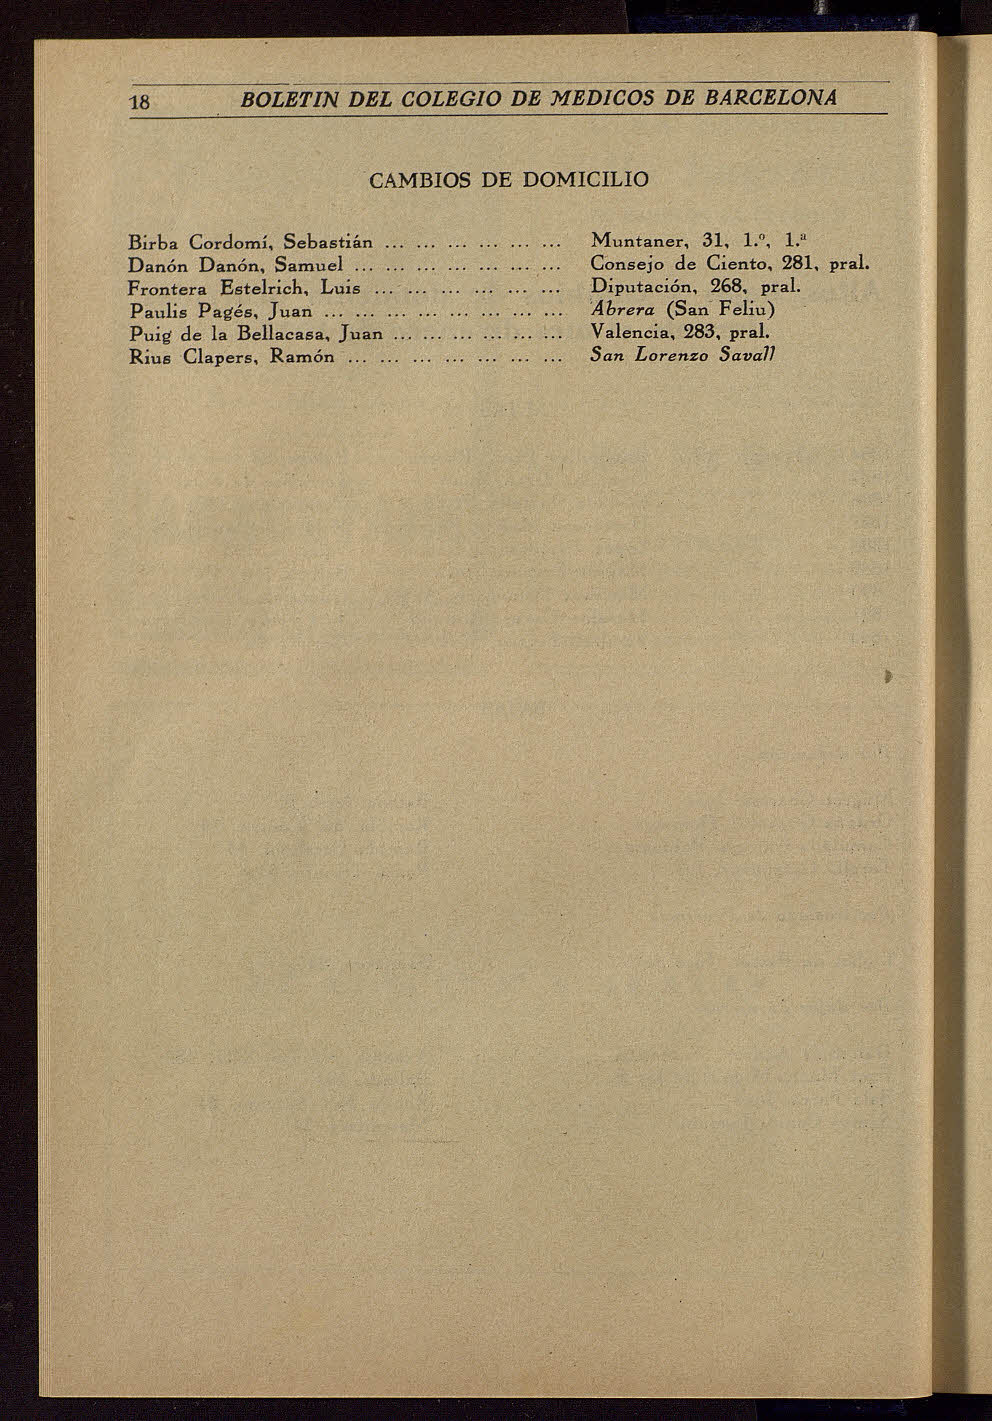 18 BOLETIN DEL COLEGIO DE MEDICOS DE BARCELONA
CAMBIOS DE DOMICILIO
Birba Cordomí, Sebastián ... ... ... ... ... ... Muntaner, 31, 1.º, 1.ª
Danón Danón, Samuel ... ... ... ... ... ... ... Consejo de Ciento, 281, pral.
Frontera Estelrich, Luis ... ... ... ... ... ... Diputación, 268, pral.
Paulis Pagés, Juan ... ... ... ... ... ... ... ... Abrera (San Feliu)
Puig de la Bellacasa, Juan ... ... ... ... ... ... Valencia, 283, pral.
Rius Clapers, Ramón ... ... ... ... ... ... ... San Lorenzo Savall